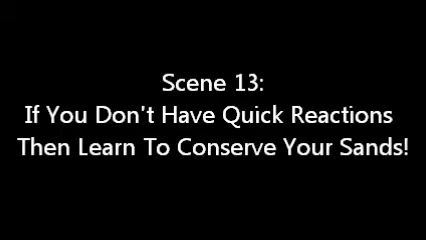 Scene 13:
If You Don't Have Quick Reactions
Then Learn To Conserve Your Sands!